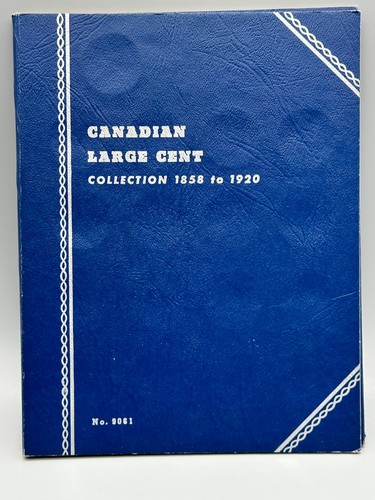 CANADIAN
LARGE CENT
COLLECTION 1858 to 1920
No. 9061